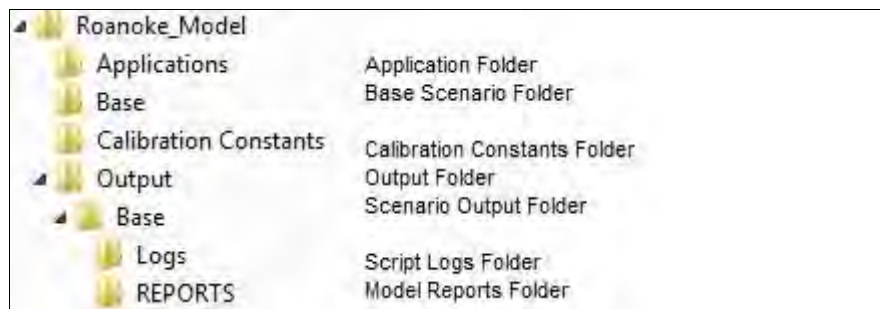 Roanoke_Model
Applications Application Folder
Base Base Scenario Folder
Calibration Constants Calibration Constants Folder
Output Output Folder
Base Scenario Output Folder
Logs Script Logs Folder
REPORTS Model Reports Folder